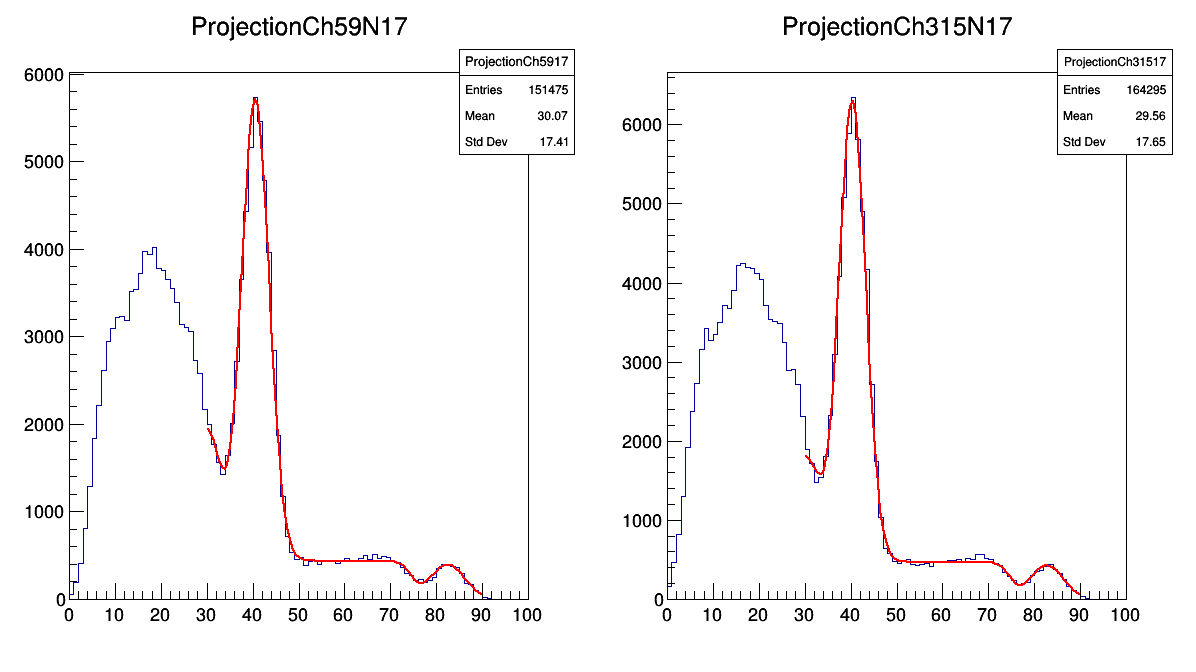 ProjectionCh59N17
ProjectionCh5917
Entries 151475
Mean 30.07
Std Dev 17.41
6000
5000
4000
3000
2000
1000
0
0 10 20 30 40 50 60 70 80 90 100
ProjectionCh315N17
ProjectionCh31517
Entries 164295
Mean 29.56
Std Dev 17.65
6000
5000
4000
3000
2000
1000
0
0 10 20 30 40 50 60 70 80 90 100